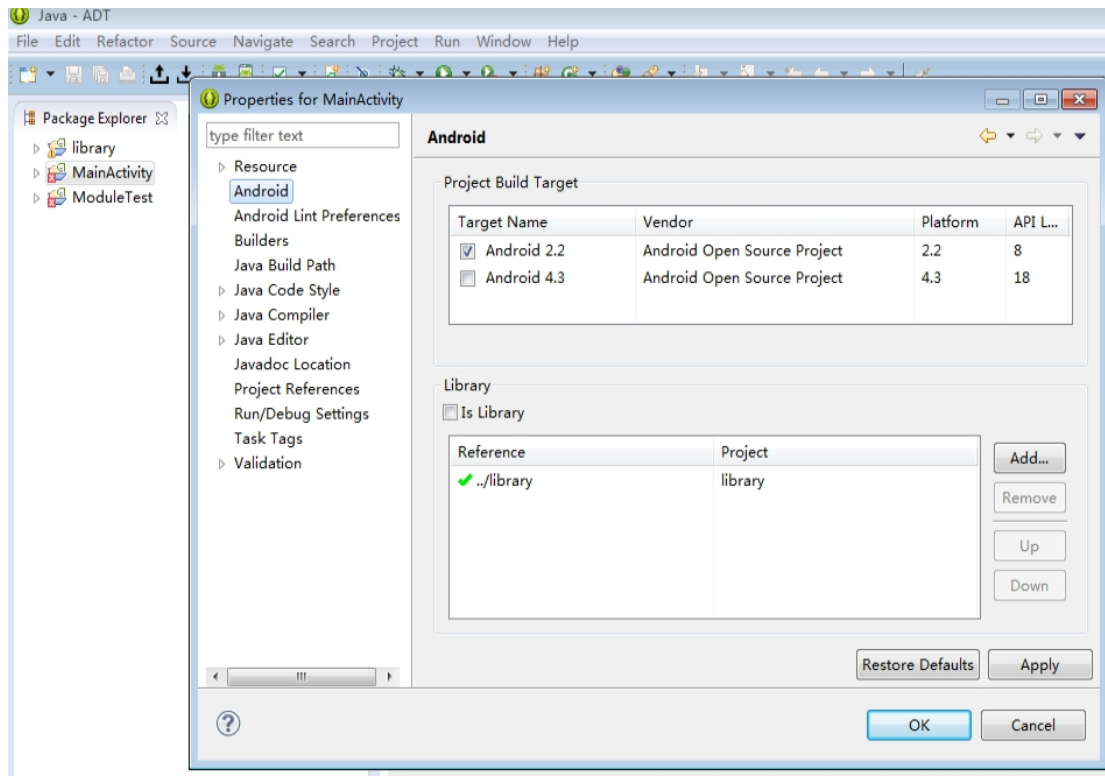 Java - ADT
File Edit Refactor Source Navigate Search Project Run Window Help
Package Explorer
library
MainActivity
ModuleTest
Properties for MainActivity
type filter text
Resource
Android
Android Lint Preferences
Builders
Java Build Path
Java Code Style
Java Compiler
Java Editor
Javadoc Location
Project References
Run/Debug Settings
Task Tags
Validation
Android
Project Build Target
Target Name Vendor Platform API L...
Android 2.2 Android Open Source Project 2.2 8
Android 4.3 Android Open Source Project 4.3 18
Library
Is Library
Reference Project
../library library
Add...
Remove
Up
Down
Restore Defaults Apply
OK Cancel